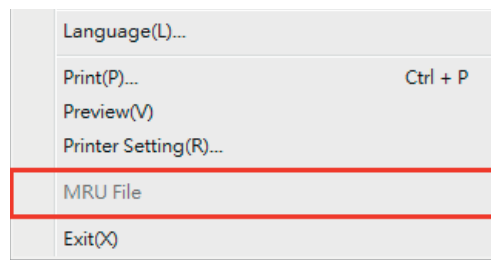 Language(L)...
Print(P)... Ctrl + P
Preview(V)
Printer Setting(R)...
MRU File
Exit(X)